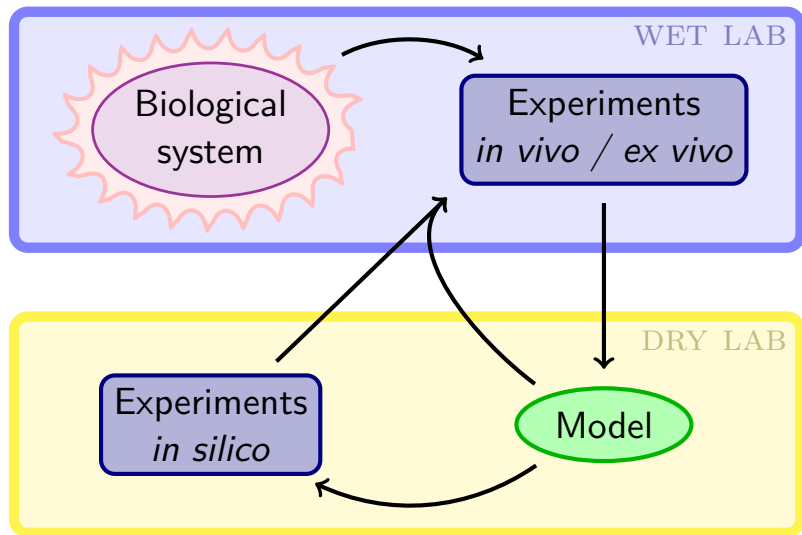 WET LAB
Biological
system
Experiments
in vivo / ex vivo
DRY LAB
Experiments
in silico
Model